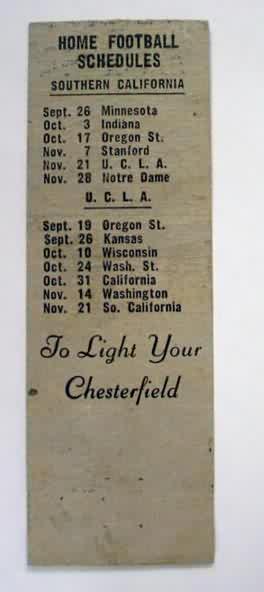 HOME FOOTBALL
SCHEDULES
SOUTHERN CALIFORNIA
Sept. 26 Minnesota
Oct. 3 Indiana
Oct. 17 Oregon St.
Nov. 7 Stanford
Nov. 21 U. C. L. A.
Nov. 28 Notre Dame
U. C. L. A.
Sept. 19 Oregon St.
Sept. 26 Kansas
Oct. 10 Wisconsin
Oct. 24 Wash. St.
Oct. 31 California
Nov. 14 Washington
Nov. 21 So. California
To Light Your
Chesterfield